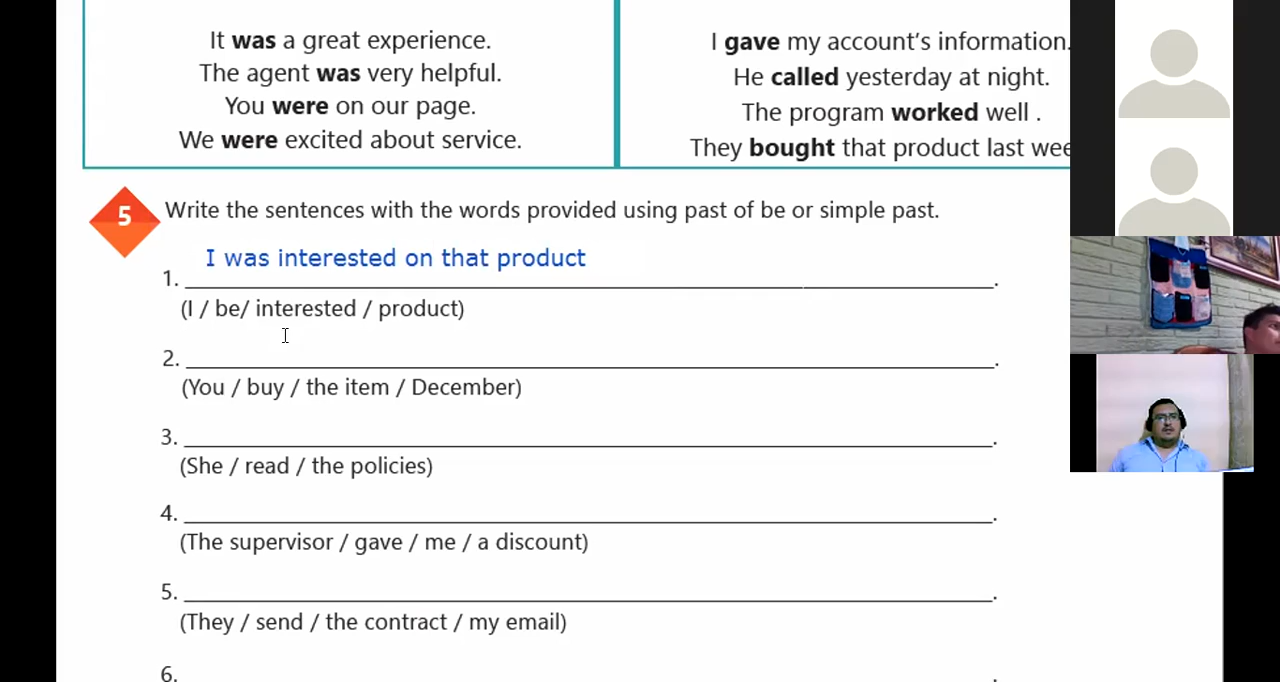 It was a great experience.
The agent was very helpful.
You were on our page.
We were excited about service.
I gave my account's information.
He called yesterday at night.
The program worked well .
They bought that product last wee
5 Write the sentences with the words provided using past of be or simple past.
I was interested on that product
1. .
(I / be/ interested / product)
2. .
(You / buy / the item / December)
3. .
(She / read / the policies)
4. .
(The supervisor / gave / me / a discount)
5. .
(They / send / the contract / my email)
6. .